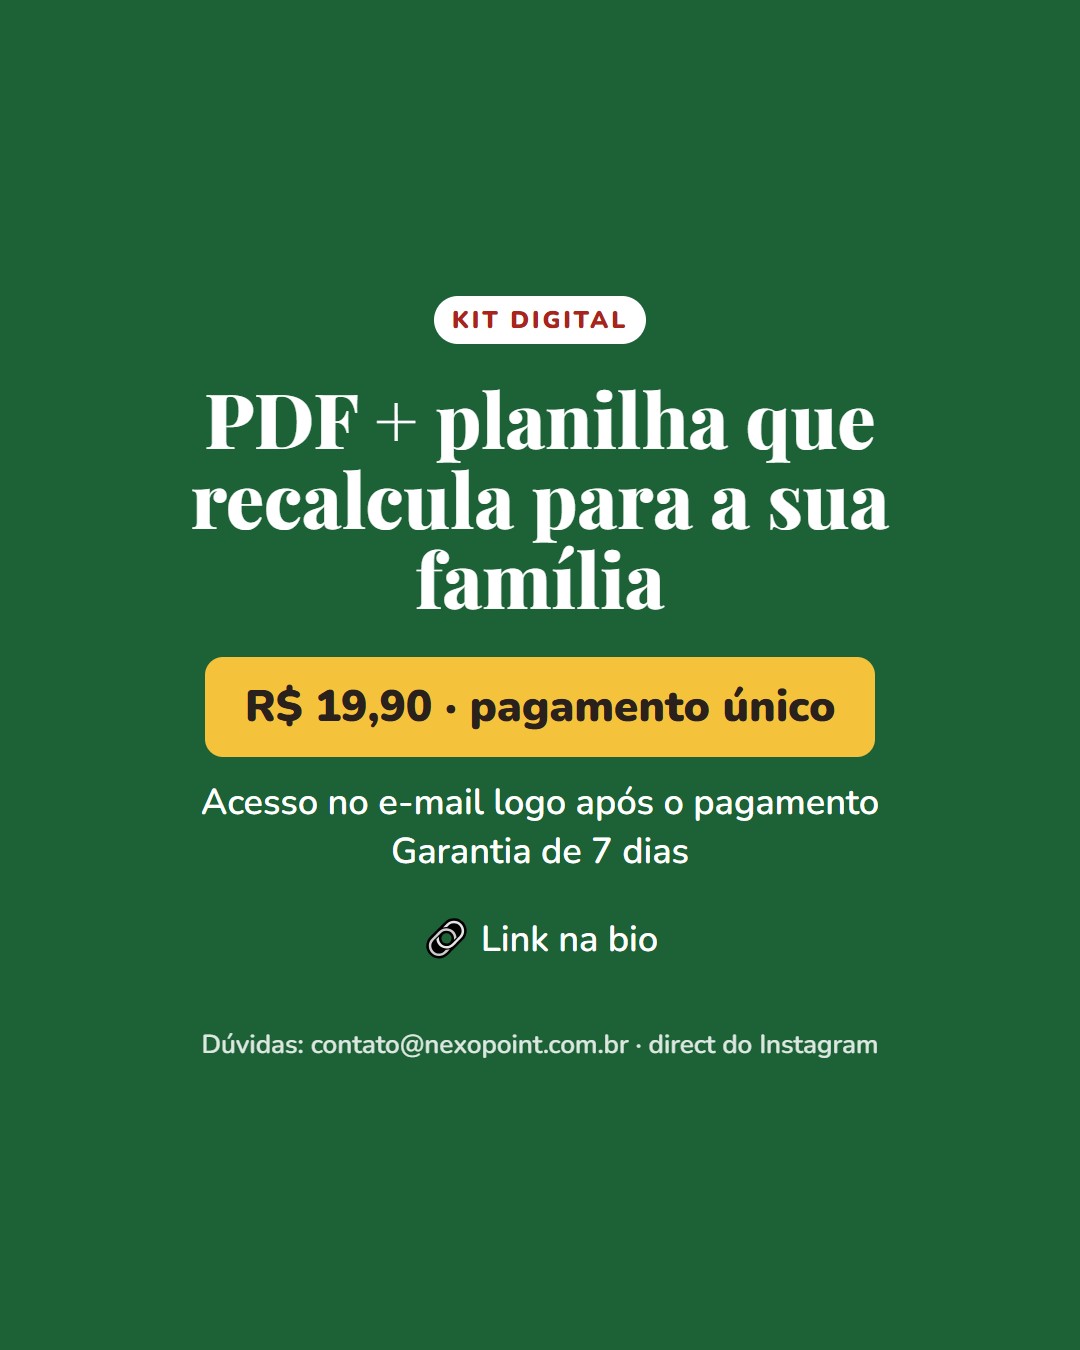 KIT DIGITAL
PDF + planilha que
recalcula para a sua
família
R$ 19,90 · pagamento único
Acesso no e-mail logo após o pagamento
Garantia de 7 dias
🔗 Link na bio
Dúvidas: contato@nexopoint.com.br · direct do Instagram